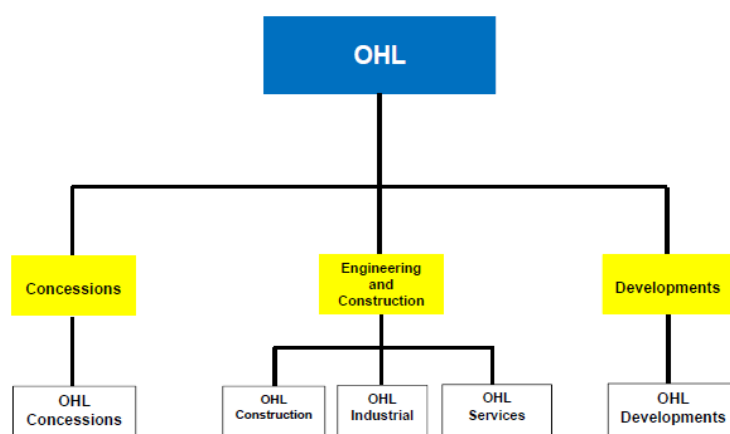 OHL
Concessions
Engineering
and
Construction
Developments
OHL
Concessions
OHL
Construction
OHL
Industrial
OHL
Services
OHL
Developments